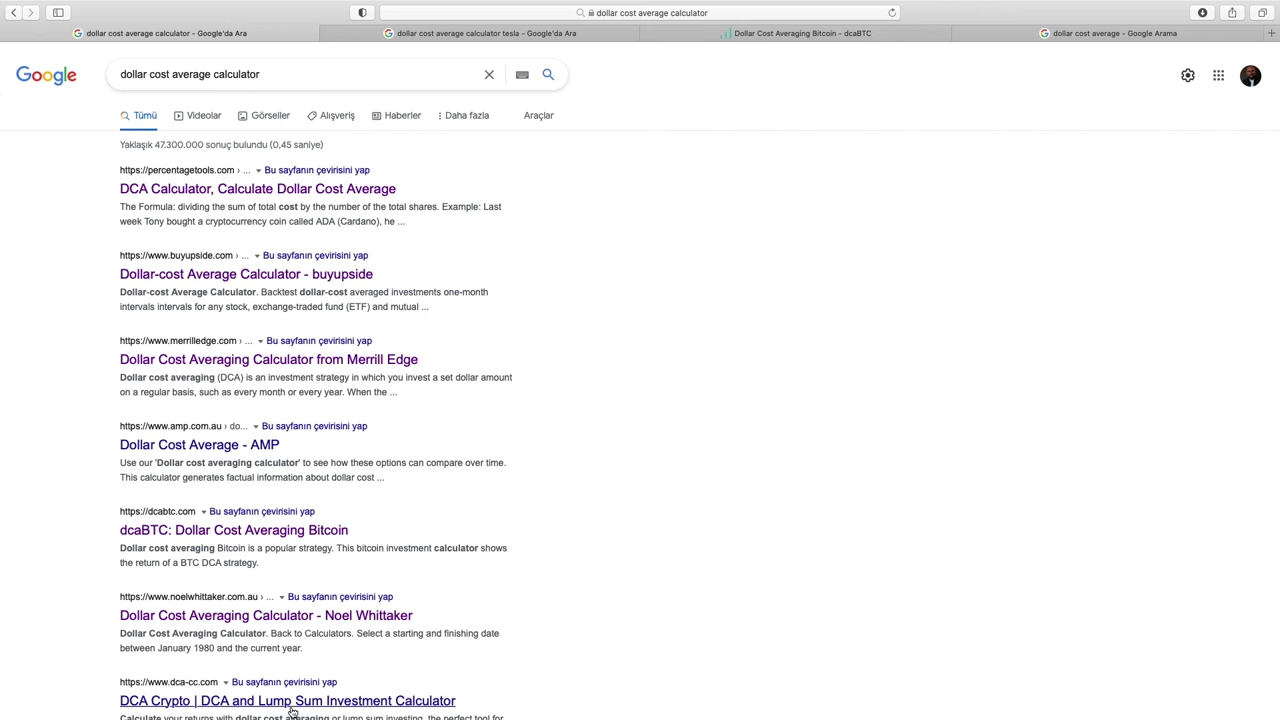 dollar cost average calculator
dollar cost average calculator - Google'da Ara
dollar cost average calculator tesla - Google'da Ara
Dollar Cost Averaging Bitcoin - dcaBTC
dollar cost average - Google Arama
Google
dollar cost average calculator
Tümü
Videolar
Görseller
Alışveriş
Haberler
Daha fazla
Araçlar
Yaklaşık 47.300.000 sonuç bulundu (0,45 saniye)
https://percentagetools.com › ... Bu sayfanın çevirisini yap
DCA Calculator, Calculate Dollar Cost Average
The Formula: dividing the sum of total cost by the number of the total shares. Example: Last
week Tony bought a cryptocurrency coin called ADA (Cardano), he ...
https://www.buyupside.com › ... Bu sayfanın çevirisini yap
Dollar-cost Average Calculator - buyupside
Dollar-cost Average Calculator. Backtest dollar-cost averaged investments one-month
intervals intervals for any stock, exchange-traded fund (ETF) and mutual ...
https://www.merrilledge.com › ... Bu sayfanın çevirisini yap
Dollar Cost Averaging Calculator from Merrill Edge
Dollar cost averaging (DCA) is an investment strategy in which you invest a set dollar amount
on a regular basis, such as every month or every year. When the ...
https://www.amp.com.au › do... Bu sayfanın çevirisini yap
Dollar Cost Average - AMP
Use our 'Dollar cost averaging calculator' to see how these options can compare over time.
This calculator generates factual information about dollar cost ...
https://dcabtc.com Bu sayfanın çevirisini yap
dcaBTC: Dollar Cost Averaging Bitcoin
Dollar cost averaging Bitcoin is a popular strategy. This bitcoin investment calculator shows
the return of a BTC DCA strategy.
https://www.noelwhittaker.com.au › ... Bu sayfanın çevirisini yap
Dollar Cost Averaging Calculator - Noel Whittaker
Dollar Cost Averaging Calculator. Back to Calculators. Select a starting and finishing date
between January 1980 and the current year.
https://www.dca-cc.com Bu sayfanın çevirisini yap
DCA Crypto | DCA and Lump Sum Investment Calculator
Calculate your returns with dollar cost averaging or lump sum investing, the perfect tool for